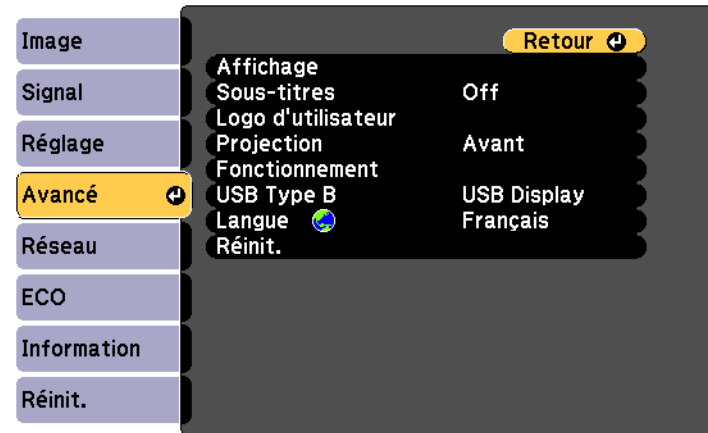 Image
Signal
Réglage
Avancé
Réseau
ECO
Information
Réinit.
Retour
Affichage
Sous-titres Off
Logo d'utilisateur
Projection Avant
Fonctionnement
USB Type B USB Display
Langue Français
Réinit.